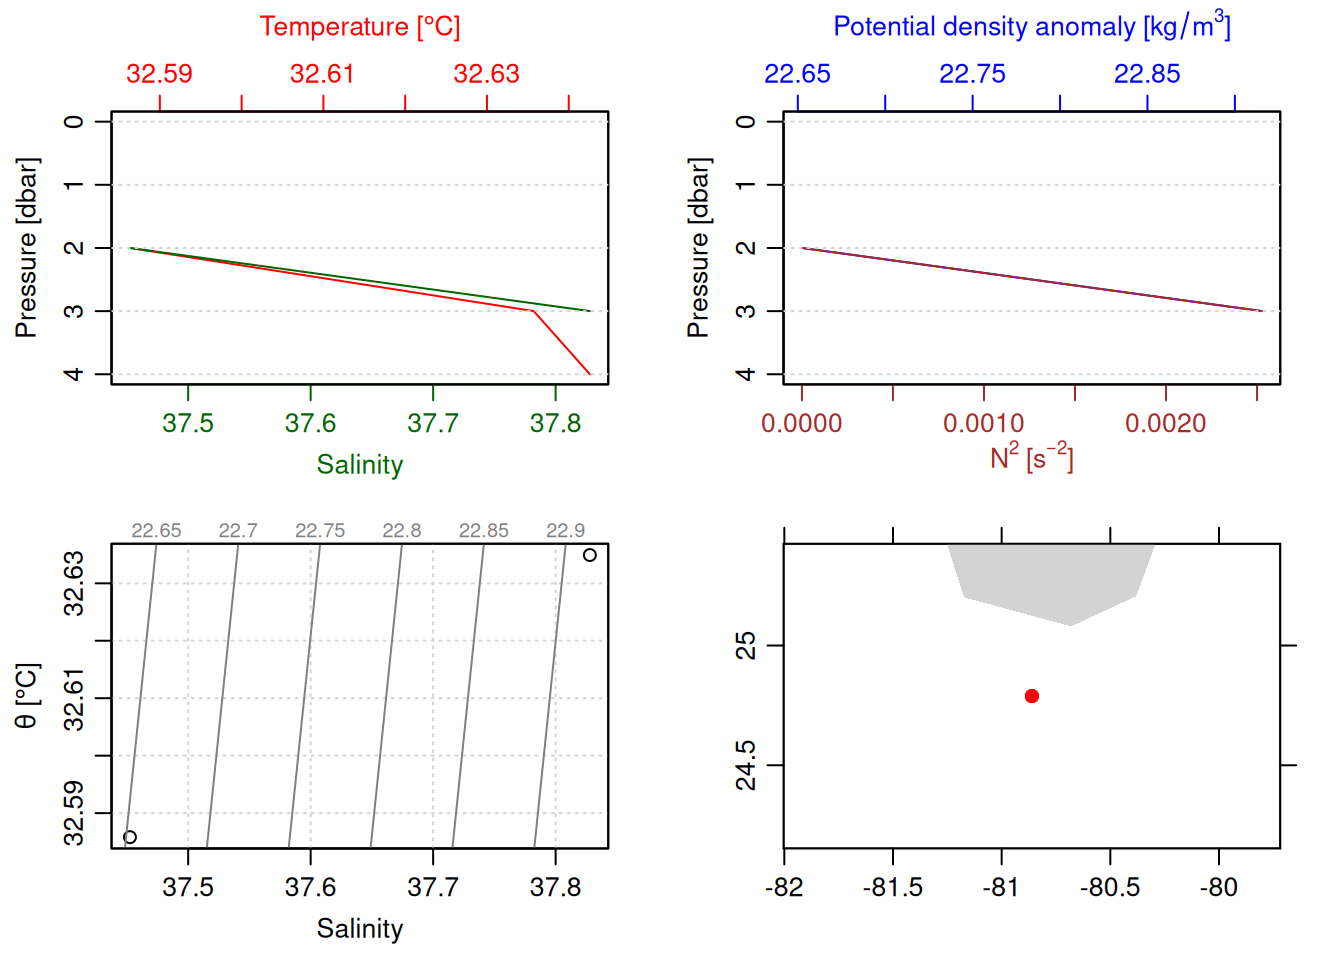 Temperature [°C]
32.59 32.61 32.63
Pressure [dbar]
0
1
2
3
4
37.5 37.6 37.7 37.8
Salinity
Potential density anomaly [kg/m³]
22.65 22.75 22.85
Pressure [dbar]
0
1
2
3
4
0.0000 0.0010 0.0020
N² [s⁻²]
22.65 22.7 22.75 22.8 22.85 22.9
θ [°C]
32.63
32.61
32.59
37.5 37.6 37.7 37.8
Salinity
25
24.5
-82 -81.5 -81 -80.5 -80